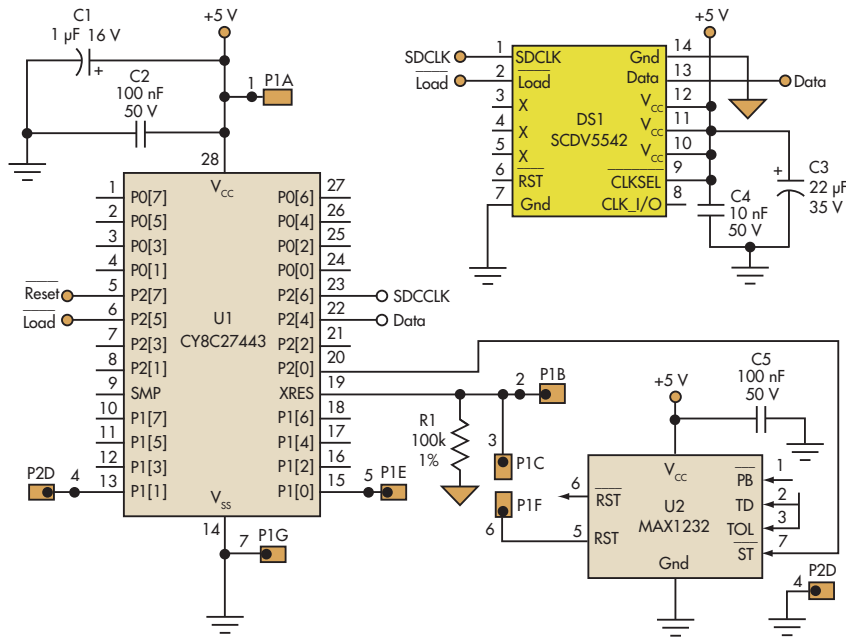 C1
1 µF 16 V
+
+5 V
C2
100 nF
50 V
1 P1A
28
V_CC
1 P0[7] P0[6] 27
2 P0[5] P0[4] 26
3 P0[3] P0[2] 25
4 P0[1] P0[0] 24
Reset 5 P2[7] P2[6] 23 SDCCLK
Load 6 P2[5] P2[4] 22 Data
U1
CY8C27443
7 P2[3] P2[2] 21
8 P2[1] P2[0] 20
9 SMP XRES 19
10 P1[7] P1[6] 18
11 P1[5] P1[4] 17
12 P1[3] P1[2] 16
P2D 4 13 P1[1] P1[0] 15 5 P1E
V_SS
14
7 P1G
+5 V
SDCLK 1 SDCLK Gnd 14
Load 2 Load Data 13 Data
3 X V_CC 12
DS1
SCDV5542
4 X V_CC 11
5 X V_CC 10
6 RST CLKSEL 9
7 Gnd CLK_I/O 8
+
C3
22 µF
35 V
C4
10 nF
50 V
2 P1B
R1
100k
1%
3
P1C
P1F
6
+5 V
C5
100 nF
50 V
V_CC
PB 1
6 RST
TD 2
U2
MAX1232
TOL 3
5 RST
ST 7
Gnd
4 P2D